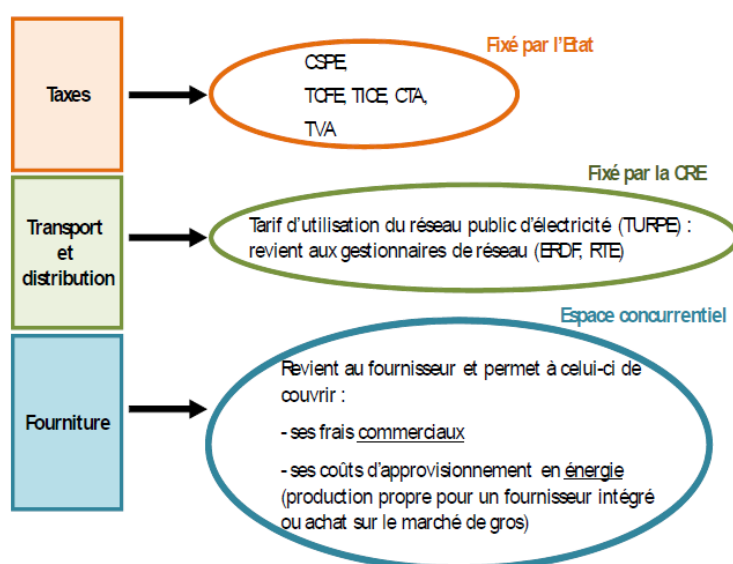 Fixé par l'Etat
Taxes
CSPE,
TCFE, TICE, CTA,
TVA
Fixé par la CRE
Transport
et
distribution
Tarif d'utilisation du réseau public d'électricité (TURPE) :
revient aux gestionnaires de réseau (ERDF, RTE)
Espace concurrentiel
Fourniture
Revient au fournisseur et permet à celui-ci de
couvrir :
- ses frais commerciaux
- ses coûts d'approvisionnement en énergie
(production propre pour un fournisseur intégré
ou achat sur le marché de gros)